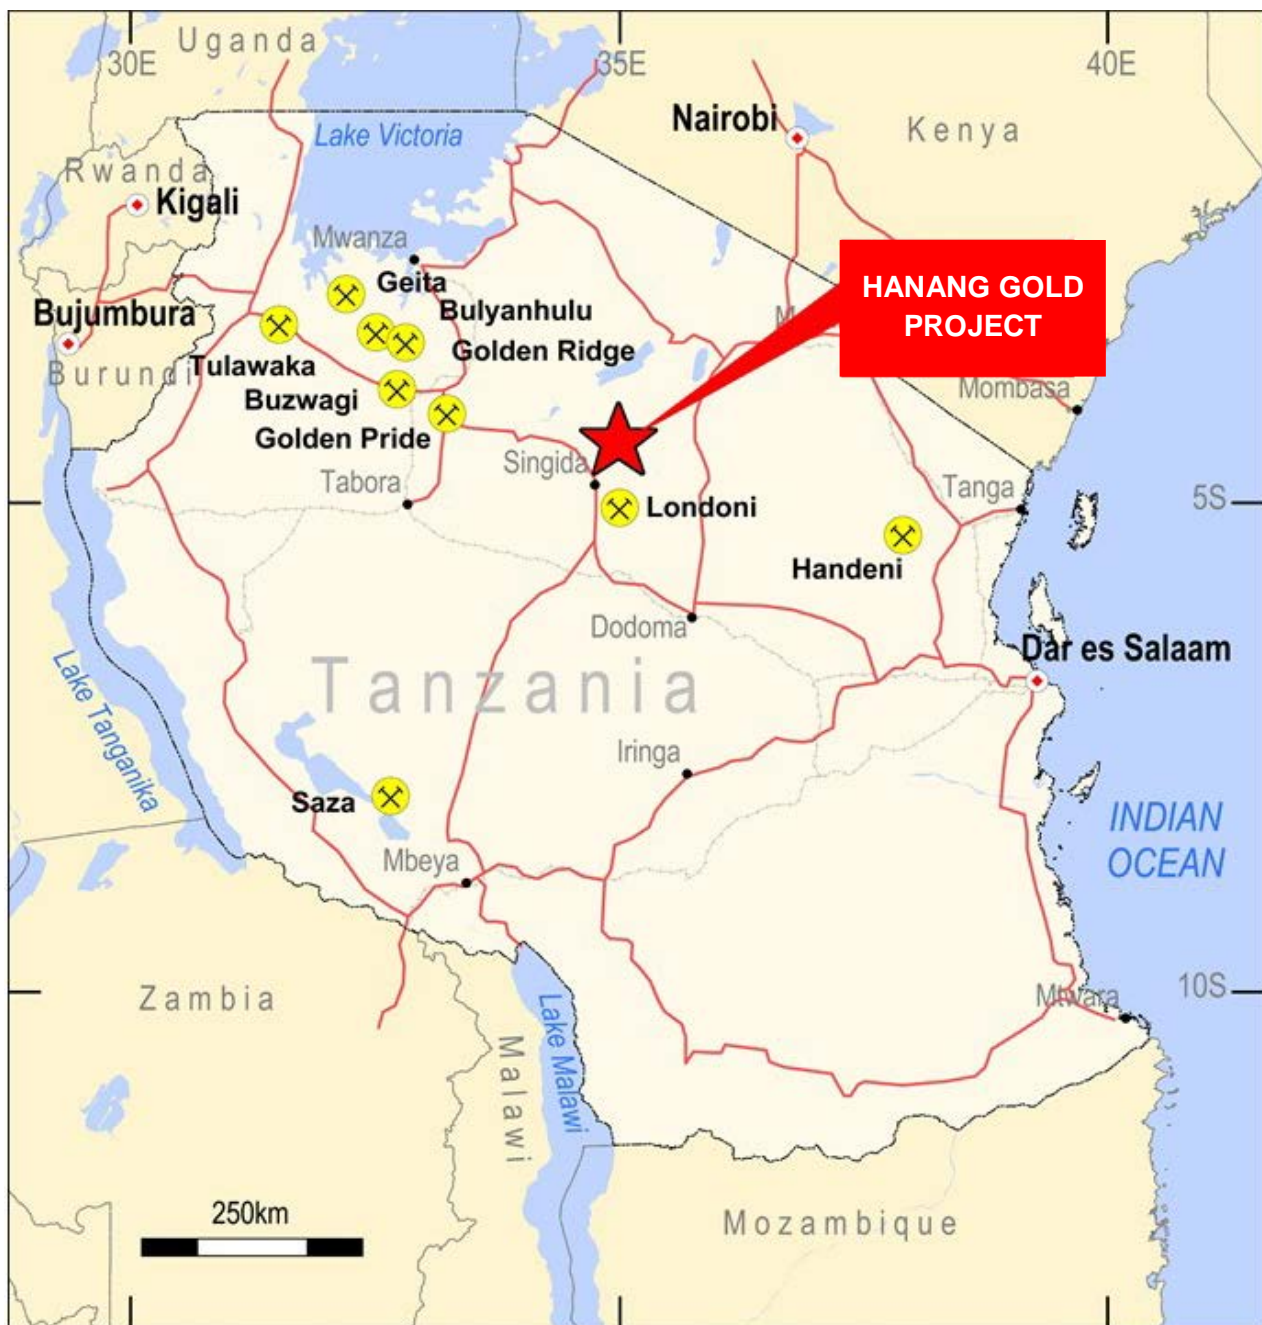 Uganda
30E
35E
40E
Lake Victoria
Nairobi
Kenya
Rwanda
Kigali
Mwanza
Geita
HANANG GOLD
PROJECT
Bujumbura
Bulyanhulu
Golden Ridge
Tulawaka
Burundi
Buzwagi
Mombasa
Golden Pride
Singida
Tabora
Tanga
5S
Londoni
Handeni
Dodoma
Dar es Salaam
Lake Tanganika
Tanzania
Iringa
Saza
INDIAN
OCEAN
Mbeya
Zambia
Mtwara
10S
Malawi
Lake Malawi
250km
Mozambique